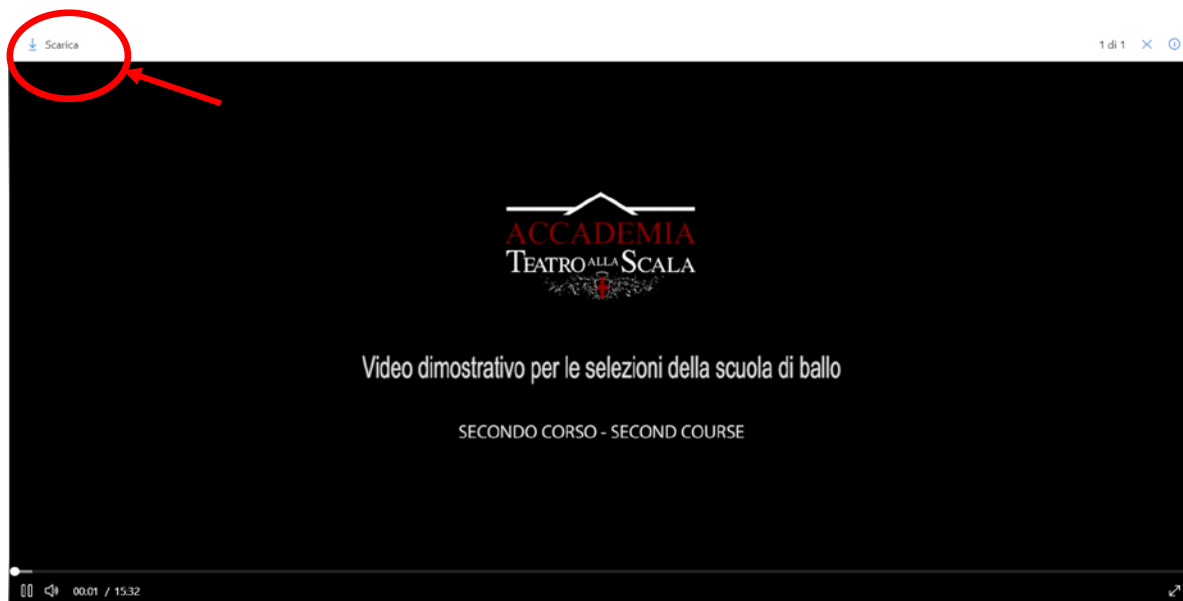 Scarica
1 di 1
ACCADEMIA
TEATRO ALLA SCALA
Video dimostrativo per le selezioni della scuola di ballo
SECONDO CORSO - SECOND COURSE
00:01 / 15:32